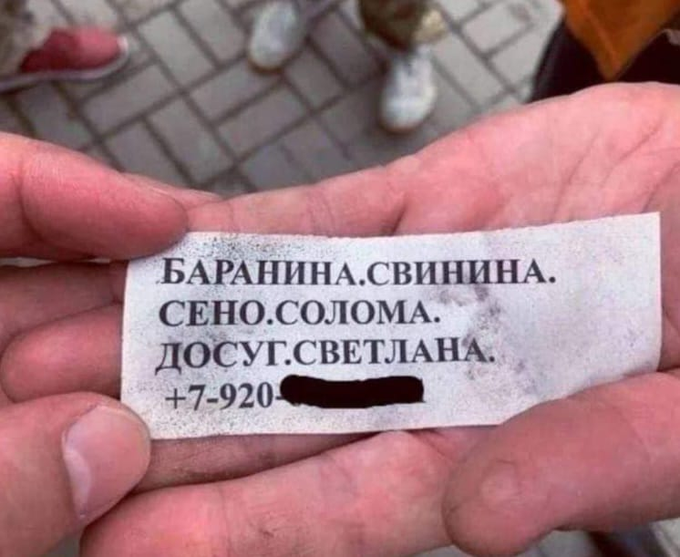 БАРАНИНА.СВИНИНА.
СЕНО.СОЛОМА.
ДОСУГ.СВЕТЛАНА.
+7-920-